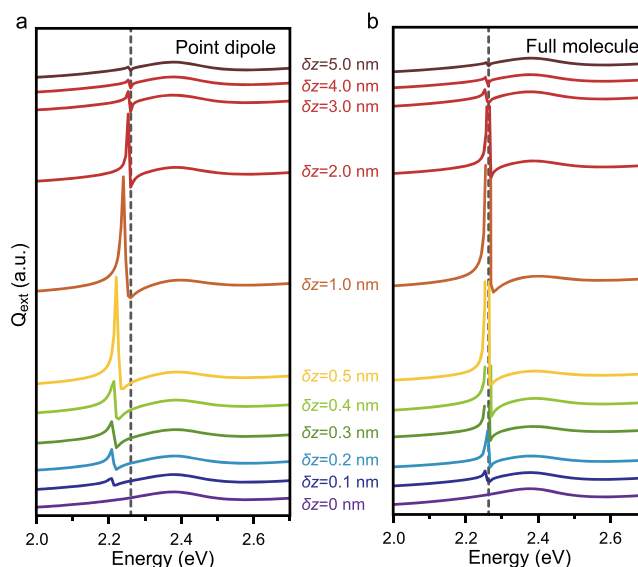 a
b
Point dipole
Full molecule
δz=5.0 nm
δz=4.0 nm
δz=3.0 nm
δz=2.0 nm
δz=1.0 nm
δz=0.5 nm
δz=0.4 nm
δz=0.3 nm
δz=0.2 nm
δz=0.1 nm
δz=0 nm
Qext (a.u.)
2.0 2.2 2.4 2.6
2.0 2.2 2.4 2.6
Energy (eV)
Energy (eV)